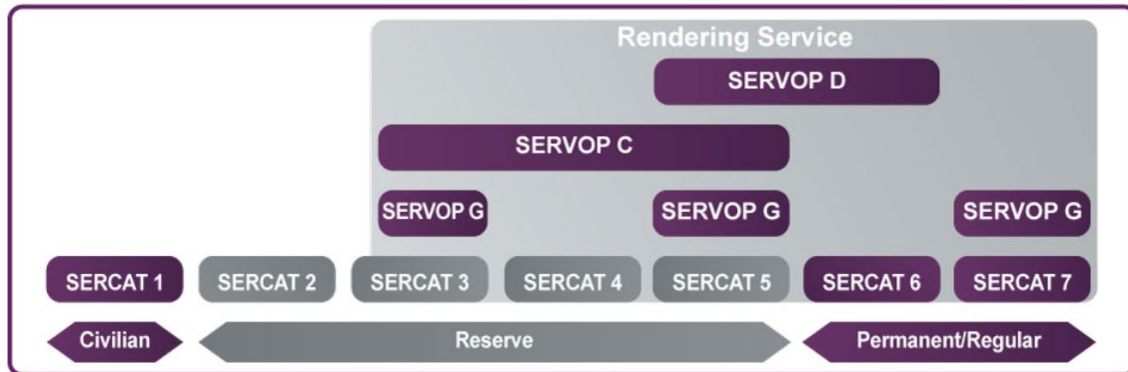 Rendering Service
SERVOP D
SERVOP C
SERVOP G SERVOP G SERVOP G
SERCAT 1 SERCAT 2 SERCAT 3 SERCAT 4 SERCAT 5 SERCAT 6 SERCAT 7
Civilian Reserve Permanent/Regular